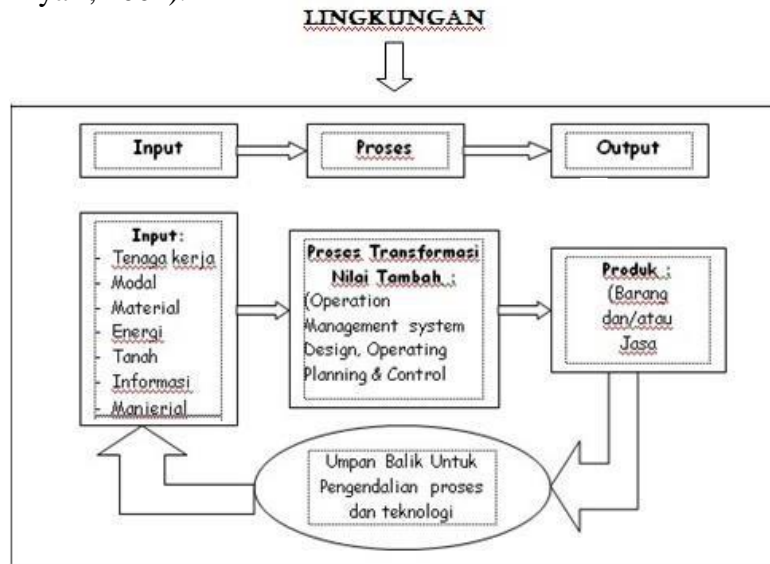 LINGKUNGAN
Input
Proses
Output
Input:
- Tenaga kerja
- Modal
- Material
- Energi
- Tanah
- Informasi
- Manierial
Proses Transformasi
Nilai Tambah :
(Operation
Management system
Design, Operating
Planning & Control
Produk :
(Barang
dan/atau
Jasa
Umpan Balik Untuk
Pengendalian proses
dan teknologi